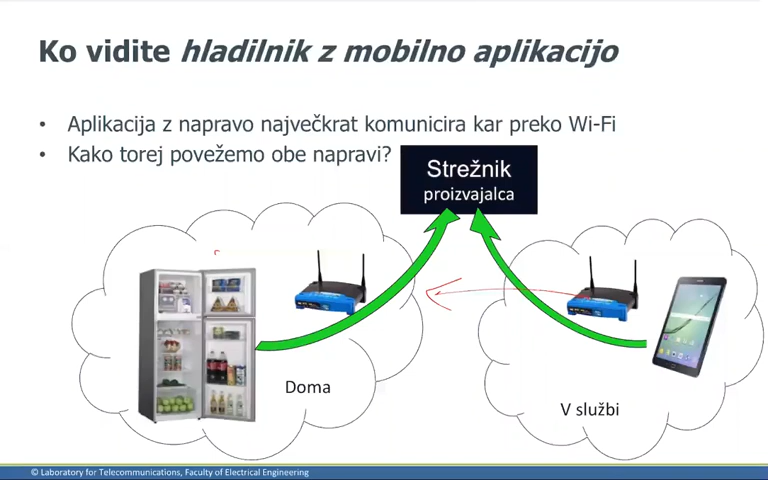 Ko vidite hladilnik z mobilno aplikacijo
• Aplikacija z napravo največkrat komunicira kar preko Wi-Fi
• Kako torej povežemo obe napravi?
Strežnik
proizvajalca
Doma
V službi
© Laboratory for Telecommunications, Faculty of Electrical Engineering